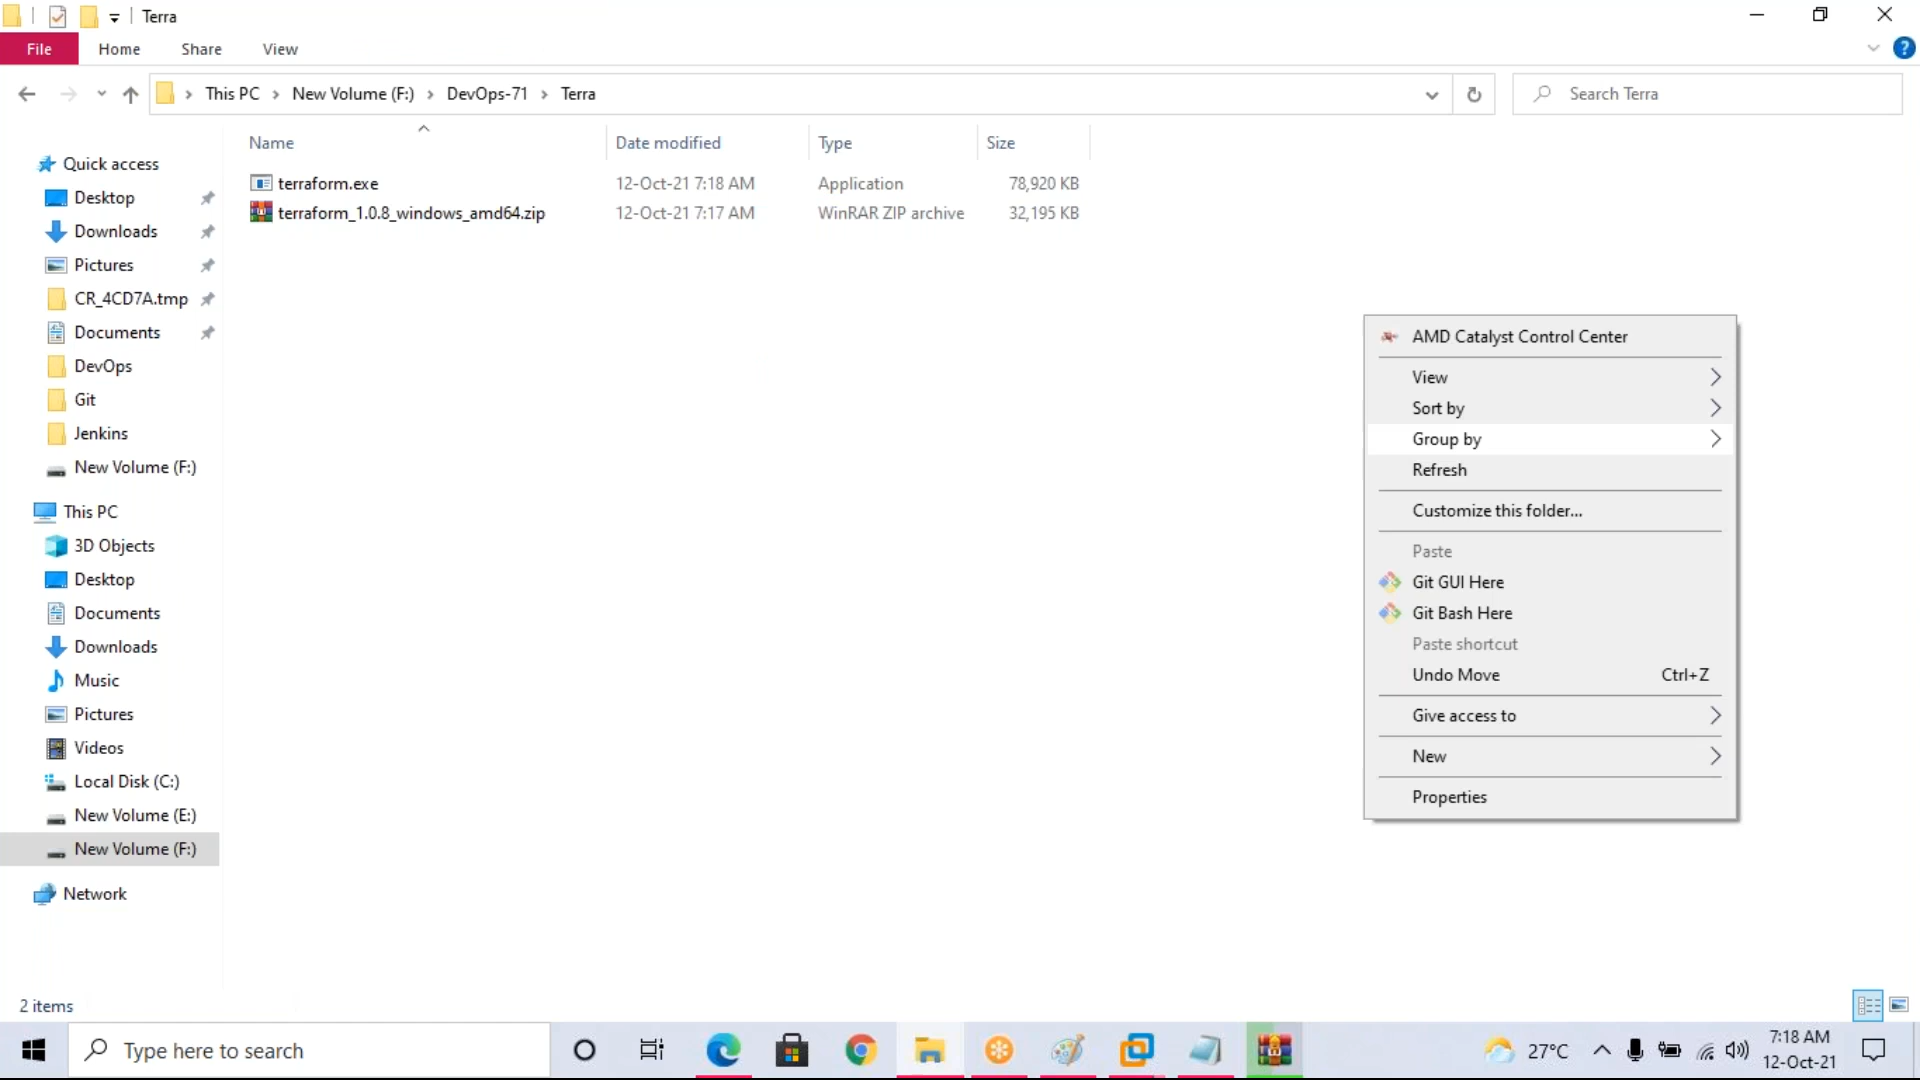 Terra
File Home Share View
This PC New Volume (F:) DevOps-71 Terra
Search Terra
Name Date modified Type Size
terraform.exe 12-Oct-21 7:18 AM Application 78,920 KB
terraform_1.0.8_windows_amd64.zip 12-Oct-21 7:17 AM WinRAR ZIP archive 32,195 KB
Quick access
Desktop
Downloads
Pictures
CR_4CD7A.tmp
Documents
DevOps
Git
Jenkins
New Volume (F:)
This PC
3D Objects
Desktop
Documents
Downloads
Music
Pictures
Videos
Local Disk (C:)
New Volume (E:)
New Volume (F:)
Network
AMD Catalyst Control Center
View
Sort by
Group by
Refresh
Customize this folder...
Paste
Git GUI Here
Git Bash Here
Paste shortcut
Undo Move Ctrl+Z
Give access to
New
Properties
2 items
Type here to search
27°C
7:18 AM
12-Oct-21